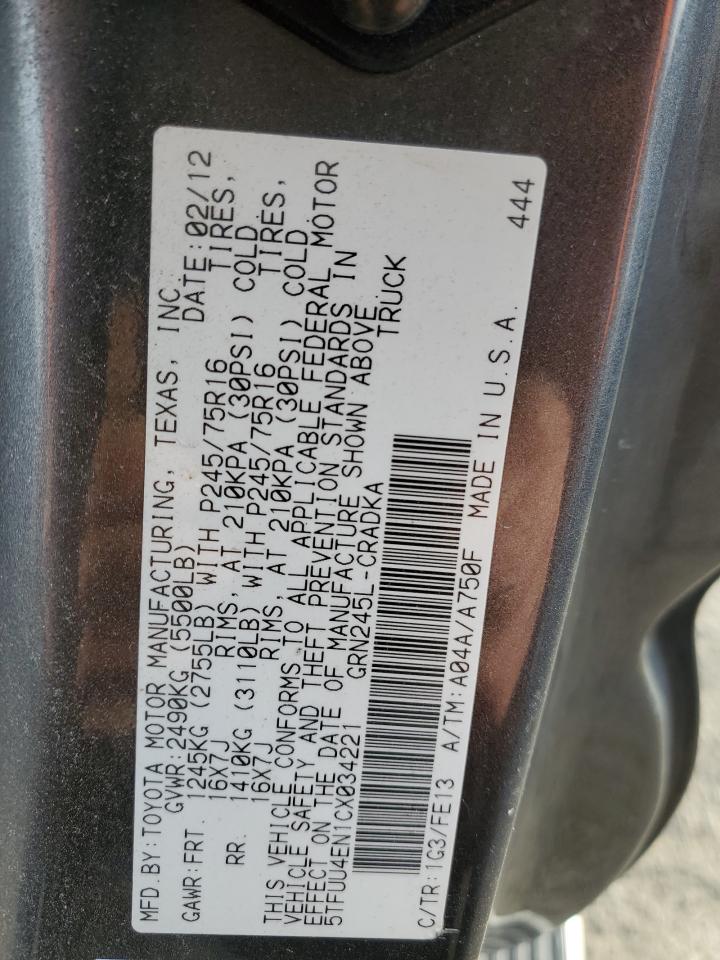 MFD.BY:TOYOTA MOTOR MANUFACTURING, TEXAS, INC.
GVWR:2490KG (5500LB) DATE:02/12
GAWR:FRT. 1245KG (2755LB) WITH P245/75R16 TIRES,
16X7J RIMS, AT 210KPA (30PSI) COLD
RR. 1410KG (3110LB) WITH P245/75R16 TIRES,
16X7J RIMS, AT 210KPA (30PSI) COLD
THIS VEHICLE CONFORMS TO ALL APPLICABLE FEDERAL MOTOR
VEHICLE SAFETY AND THEFT PREVENTION STANDARDS IN
EFFECT ON THE DATE OF MANUFACTURE SHOWN ABOVE.
5TFUU4EN1CX034221 GRN245L-CRADKA TRUCK
C/TR:1G3/FE13 A/TM:A04A/A750F MADE IN U.S.A. 444